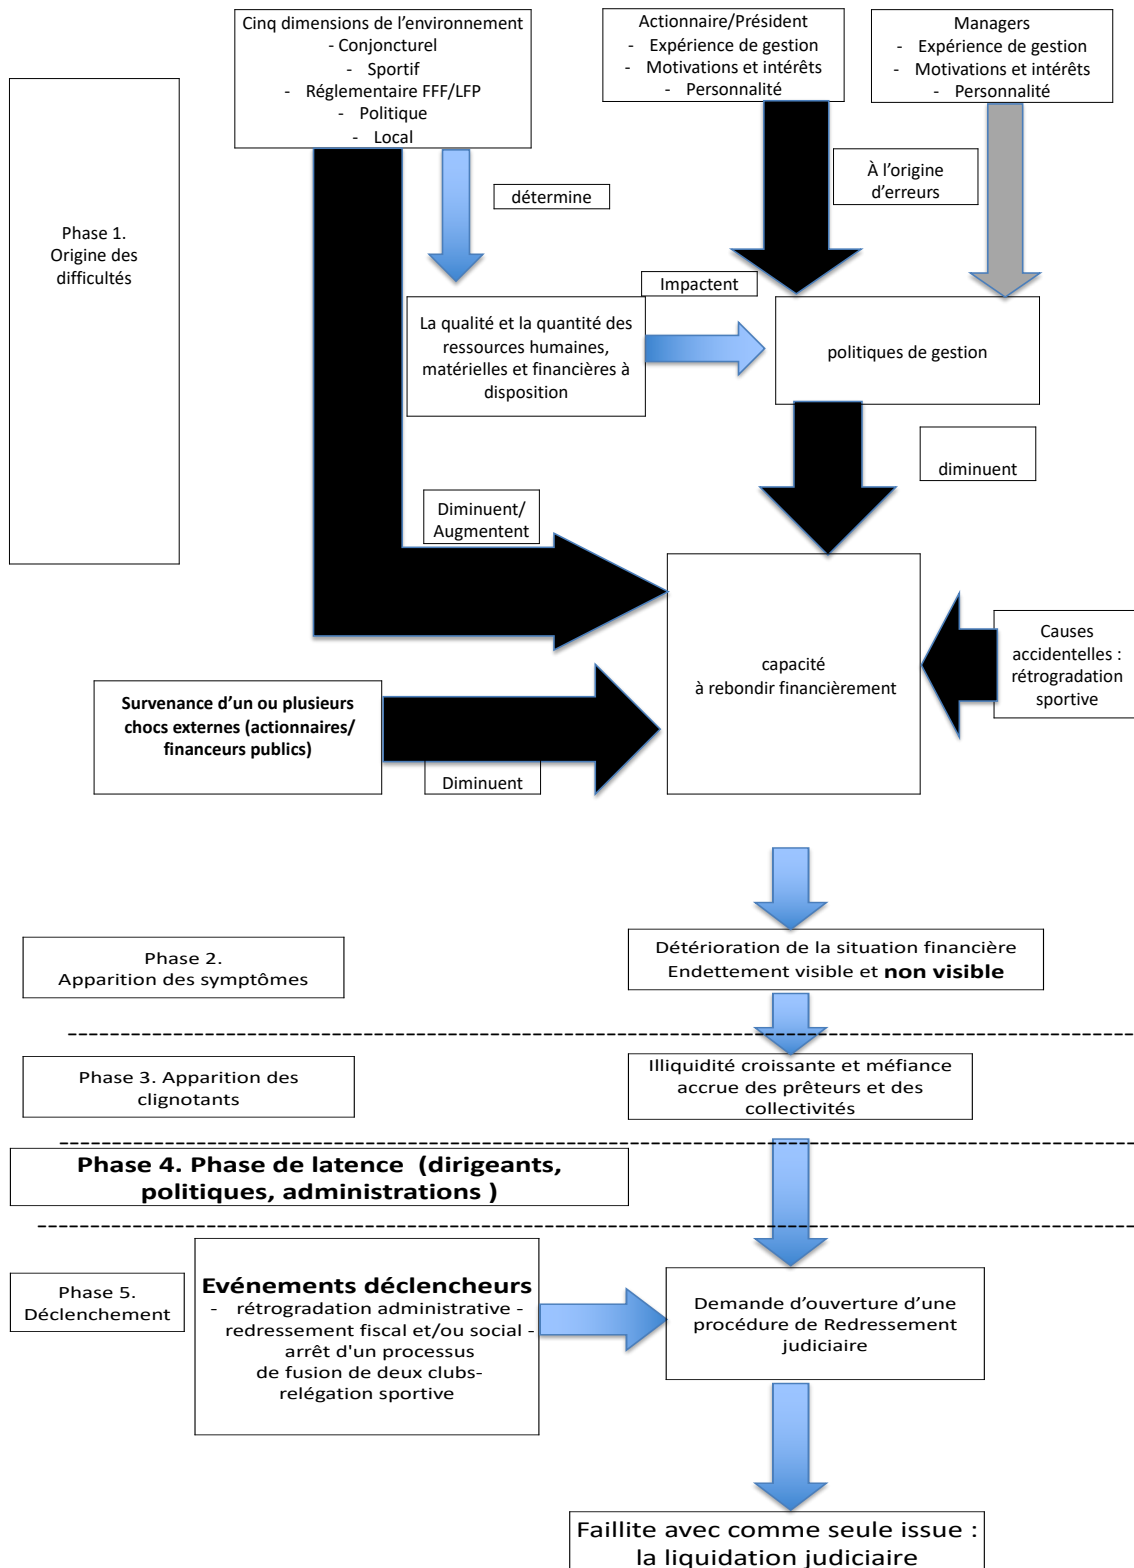 Cinq dimensions de l’environnement
- Conjoncturel
- Sportif
- Réglementaire FFF/LFP
- Politique
- Local
Actionnaire/Président
- Expérience de gestion
- Motivations et intérêts
- Personnalité
Managers
- Expérience de gestion
- Motivations et intérêts
- Personnalité
Phase 1.
Origine des
difficultés
détermine
À l’origine
d’erreurs
Impactent
La qualité et la quantité des
ressources humaines,
matérielles et financières à
disposition
politiques de gestion
diminuent
Diminuent/
Augmentent
capacité
à rebondir financièrement
Causes
accidentelles :
rétrogradation
sportive
Survenance d’un ou plusieurs
chocs externes (actionnaires/
financeurs publics)
Diminuent
Phase 2.
Apparition des symptômes
Détérioration de la situation financière
Endettement visible et non visible
Phase 3. Apparition des
clignotants
Illiquidité croissante et méfiance
accrue des prêteurs et des
collectivités
Phase 4. Phase de latence (dirigeants,
politiques, administrations )
Phase 5.
Déclenchement
Evénements déclencheurs
- rétrogradation administrative -
redressement fiscal et/ou social -
arrêt d'un processus
de fusion de deux clubs-
relégation sportive
Demande d’ouverture d’une
procédure de Redressement
judiciaire
Faillite avec comme seule issue :
la liquidation judiciaire